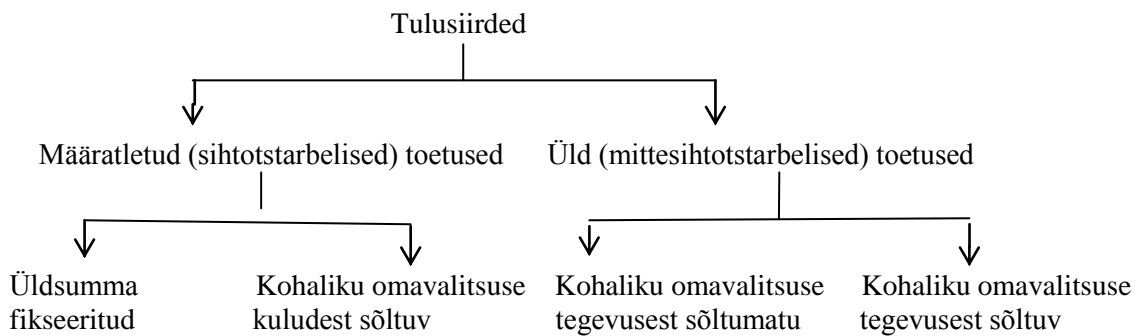 Tulusiirded
Määratletud (sihtotstarbelised) toetused Üld (mittesihtotstarbelised) toetused
Üldsumma Kohaliku omavalitsuse Kohaliku omavalitsuse Kohaliku omavalitsuse
fikseeritud kuludest sõltuv tegevusest sõltumatu tegevusest sõltuv